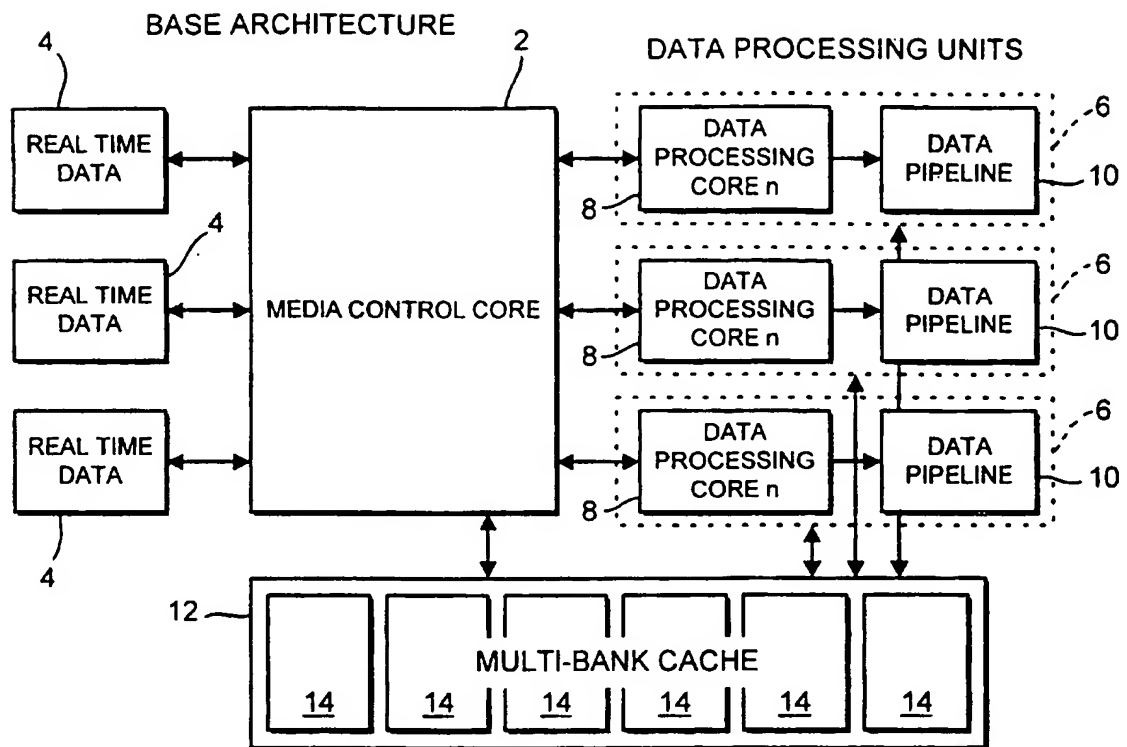 BASE ARCHITECTURE
4
2
DATA PROCESSING UNITS
REAL TIME
DATA
DATA
PROCESSING
CORE n
DATA
PIPELINE
6
8
10
4
REAL TIME
DATA
MEDIA CONTROL CORE
DATA
PROCESSING
CORE n
DATA
PIPELINE
6
8
10
REAL TIME
DATA
4
DATA
PROCESSING
CORE n
DATA
PIPELINE
6
8
10
12
MULTI-BANK CACHE
14 14 14 14 14 14